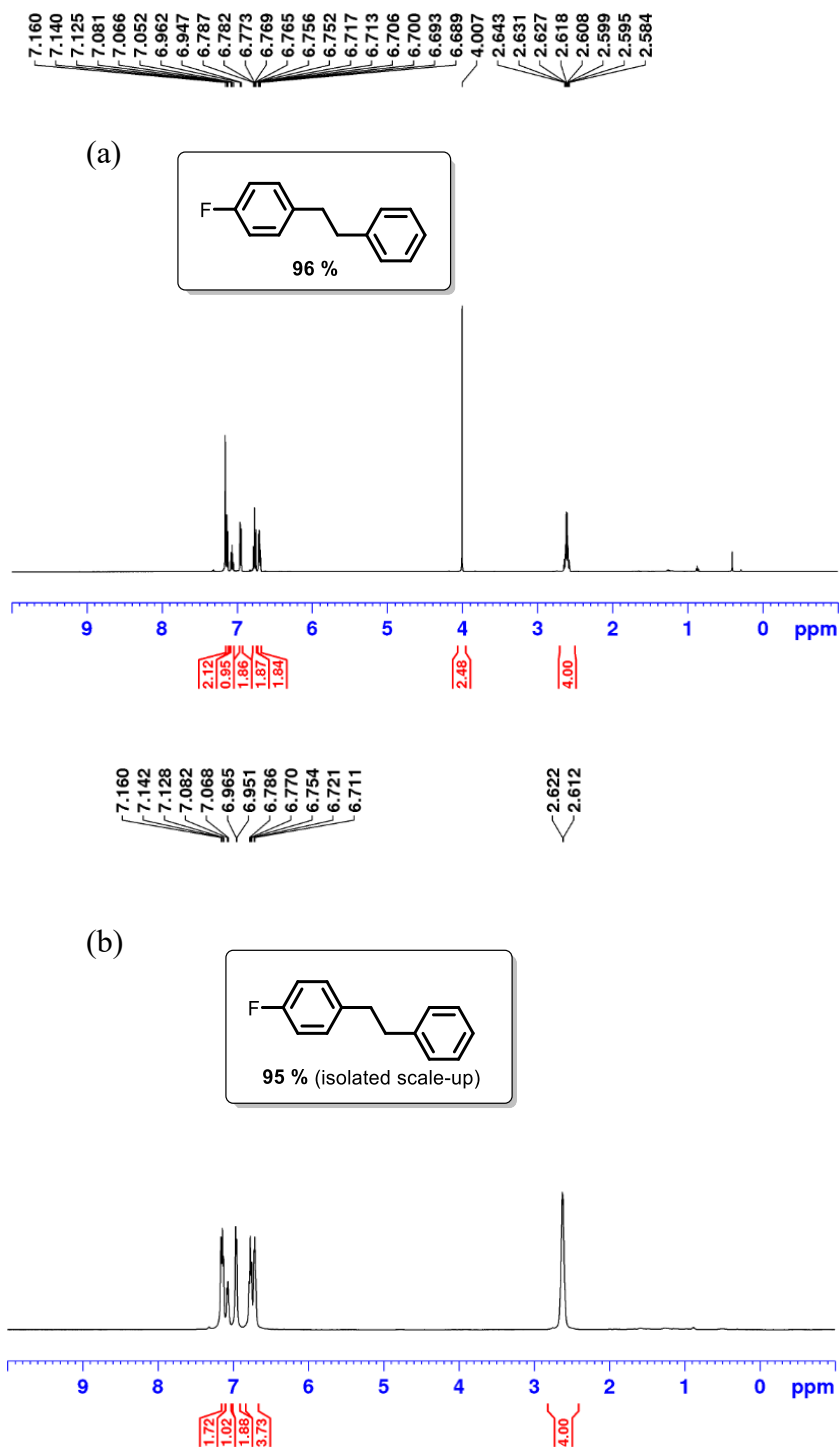 7.160 7.140 7.125 7.081 7.066 7.052 6.962 6.947 6.787 6.782 6.773 6.769 6.765 6.756 6.752 6.717 6.713 6.706 6.700 6.693 6.689 4.007 2.643 2.631 2.627 2.618 2.608 2.599 2.595 2.584
(a)
F
96 %
9 8 7 6 5 4 3 2 1 0 ppm
2.12 0.95 1.86 1.87 1.84 2.48 4.00
7.160 7.142 7.128 7.082 7.068 6.965 6.951 6.786 6.770 6.754 6.721 6.711 2.622 2.612
(b)
F
95 % (isolated scale-up)
9 8 7 6 5 4 3 2 1 0 ppm
1.72 1.02 1.88 3.73 4.00